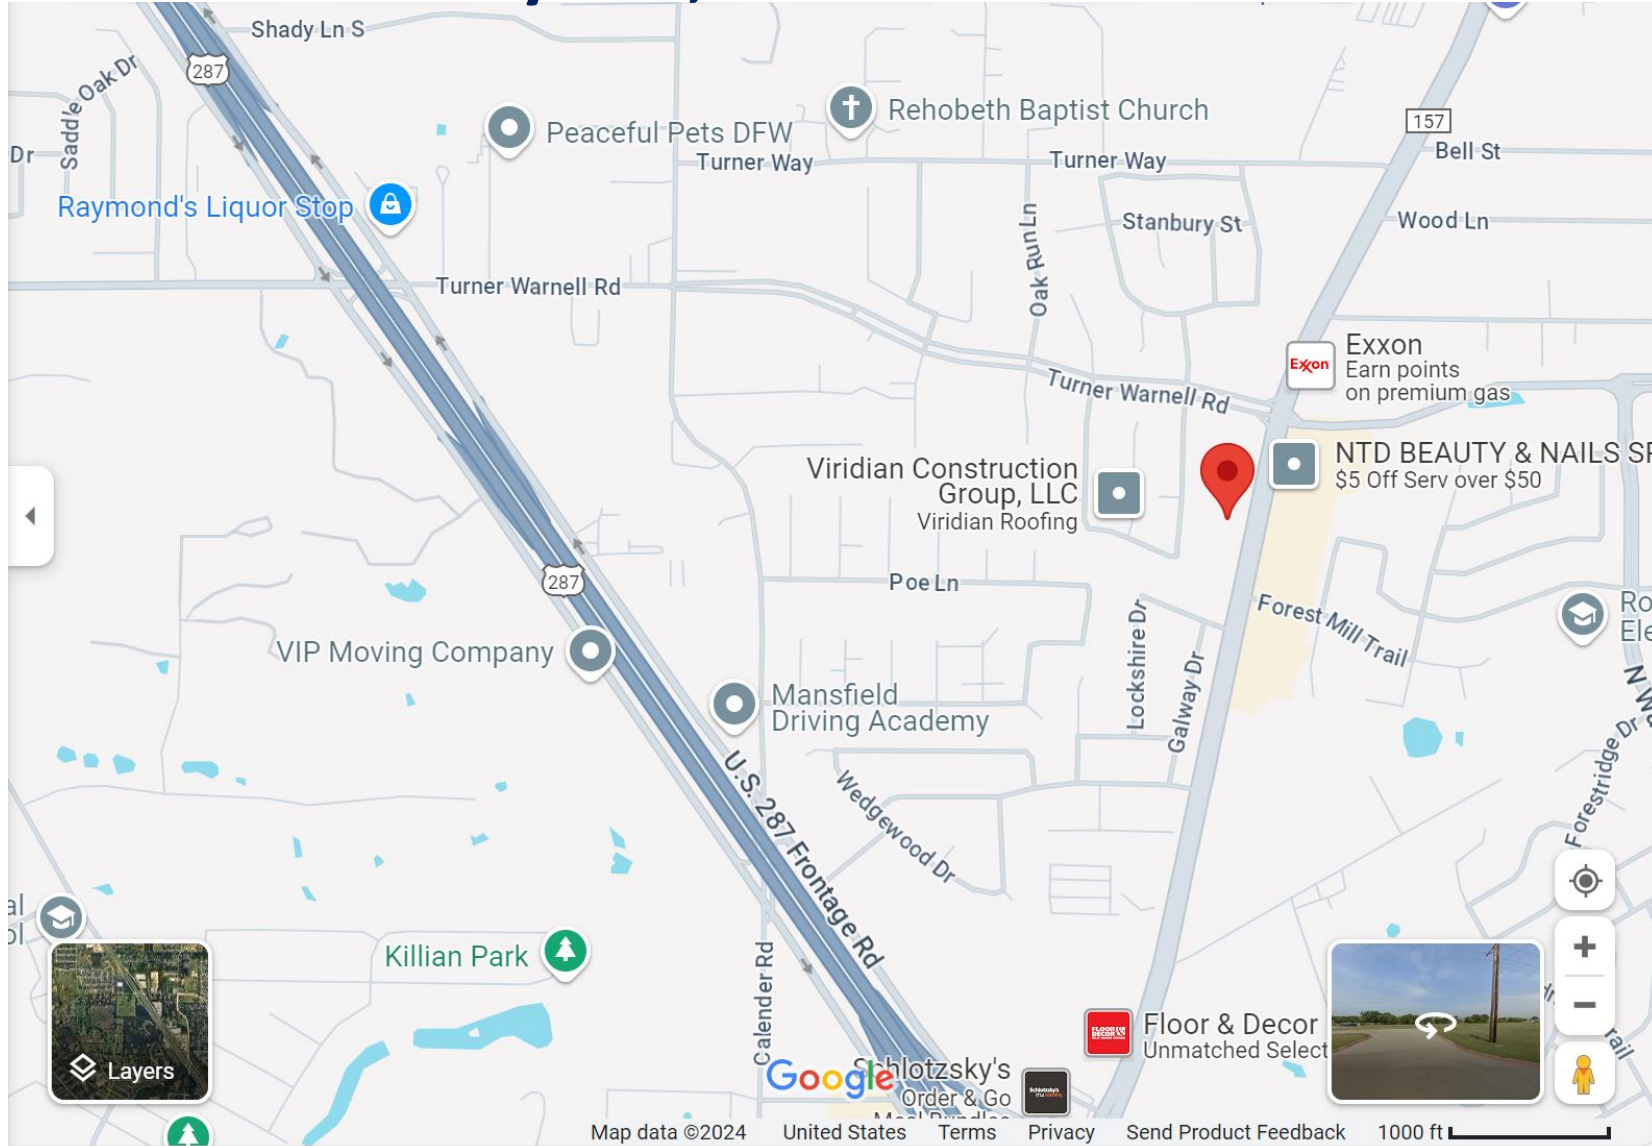 Shady Ln S
287
Saddle Oak Dr
Dr
Peaceful Pets DFW
Rehobeth Baptist Church
157
Bell St
Turner Way
Turner Way
Raymond's Liquor Stop
Stanbury St
Wood Ln
Oak Run Ln
Turner Warnell Rd
Exxon
Exxon
Earn points
on premium gas
Turner Warnell Rd
NTD BEAUTY & NAILS
$5 Off Serv over $50
Viridian Construction
Group, LLC
Viridian Roofing
287
Poe Ln
Forest Mill Trail
Lockshire Dr
Galway Dr
VIP Moving Company
Mansfield
Driving Academy
U.S. 287 Frontage Rd
Wedgewood Dr
Forestridge Dr
Killian Park
Calender Rd
Layers
Floor & Decor
Unmatched Select
Google
Schlotzsky's
Order & Go
Meal Bundles
Map data ©2024 United States Terms Privacy Send Product Feedback 1000 ft